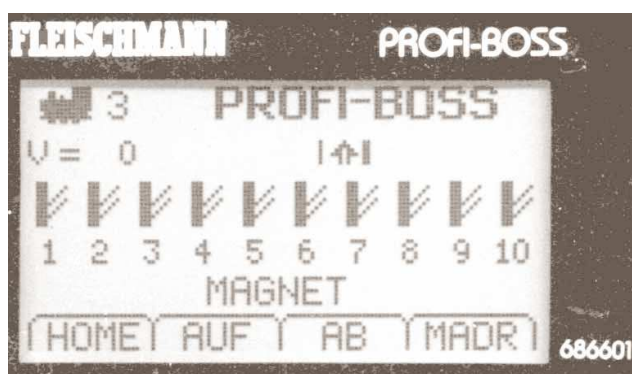 FLEISCHMANN PROFI-BOSS
3 PROFI-BOSS
V= 0
1 2 3 4 5 6 7 8 9 10
MAGNET
HOME AUF AB MADR
686601